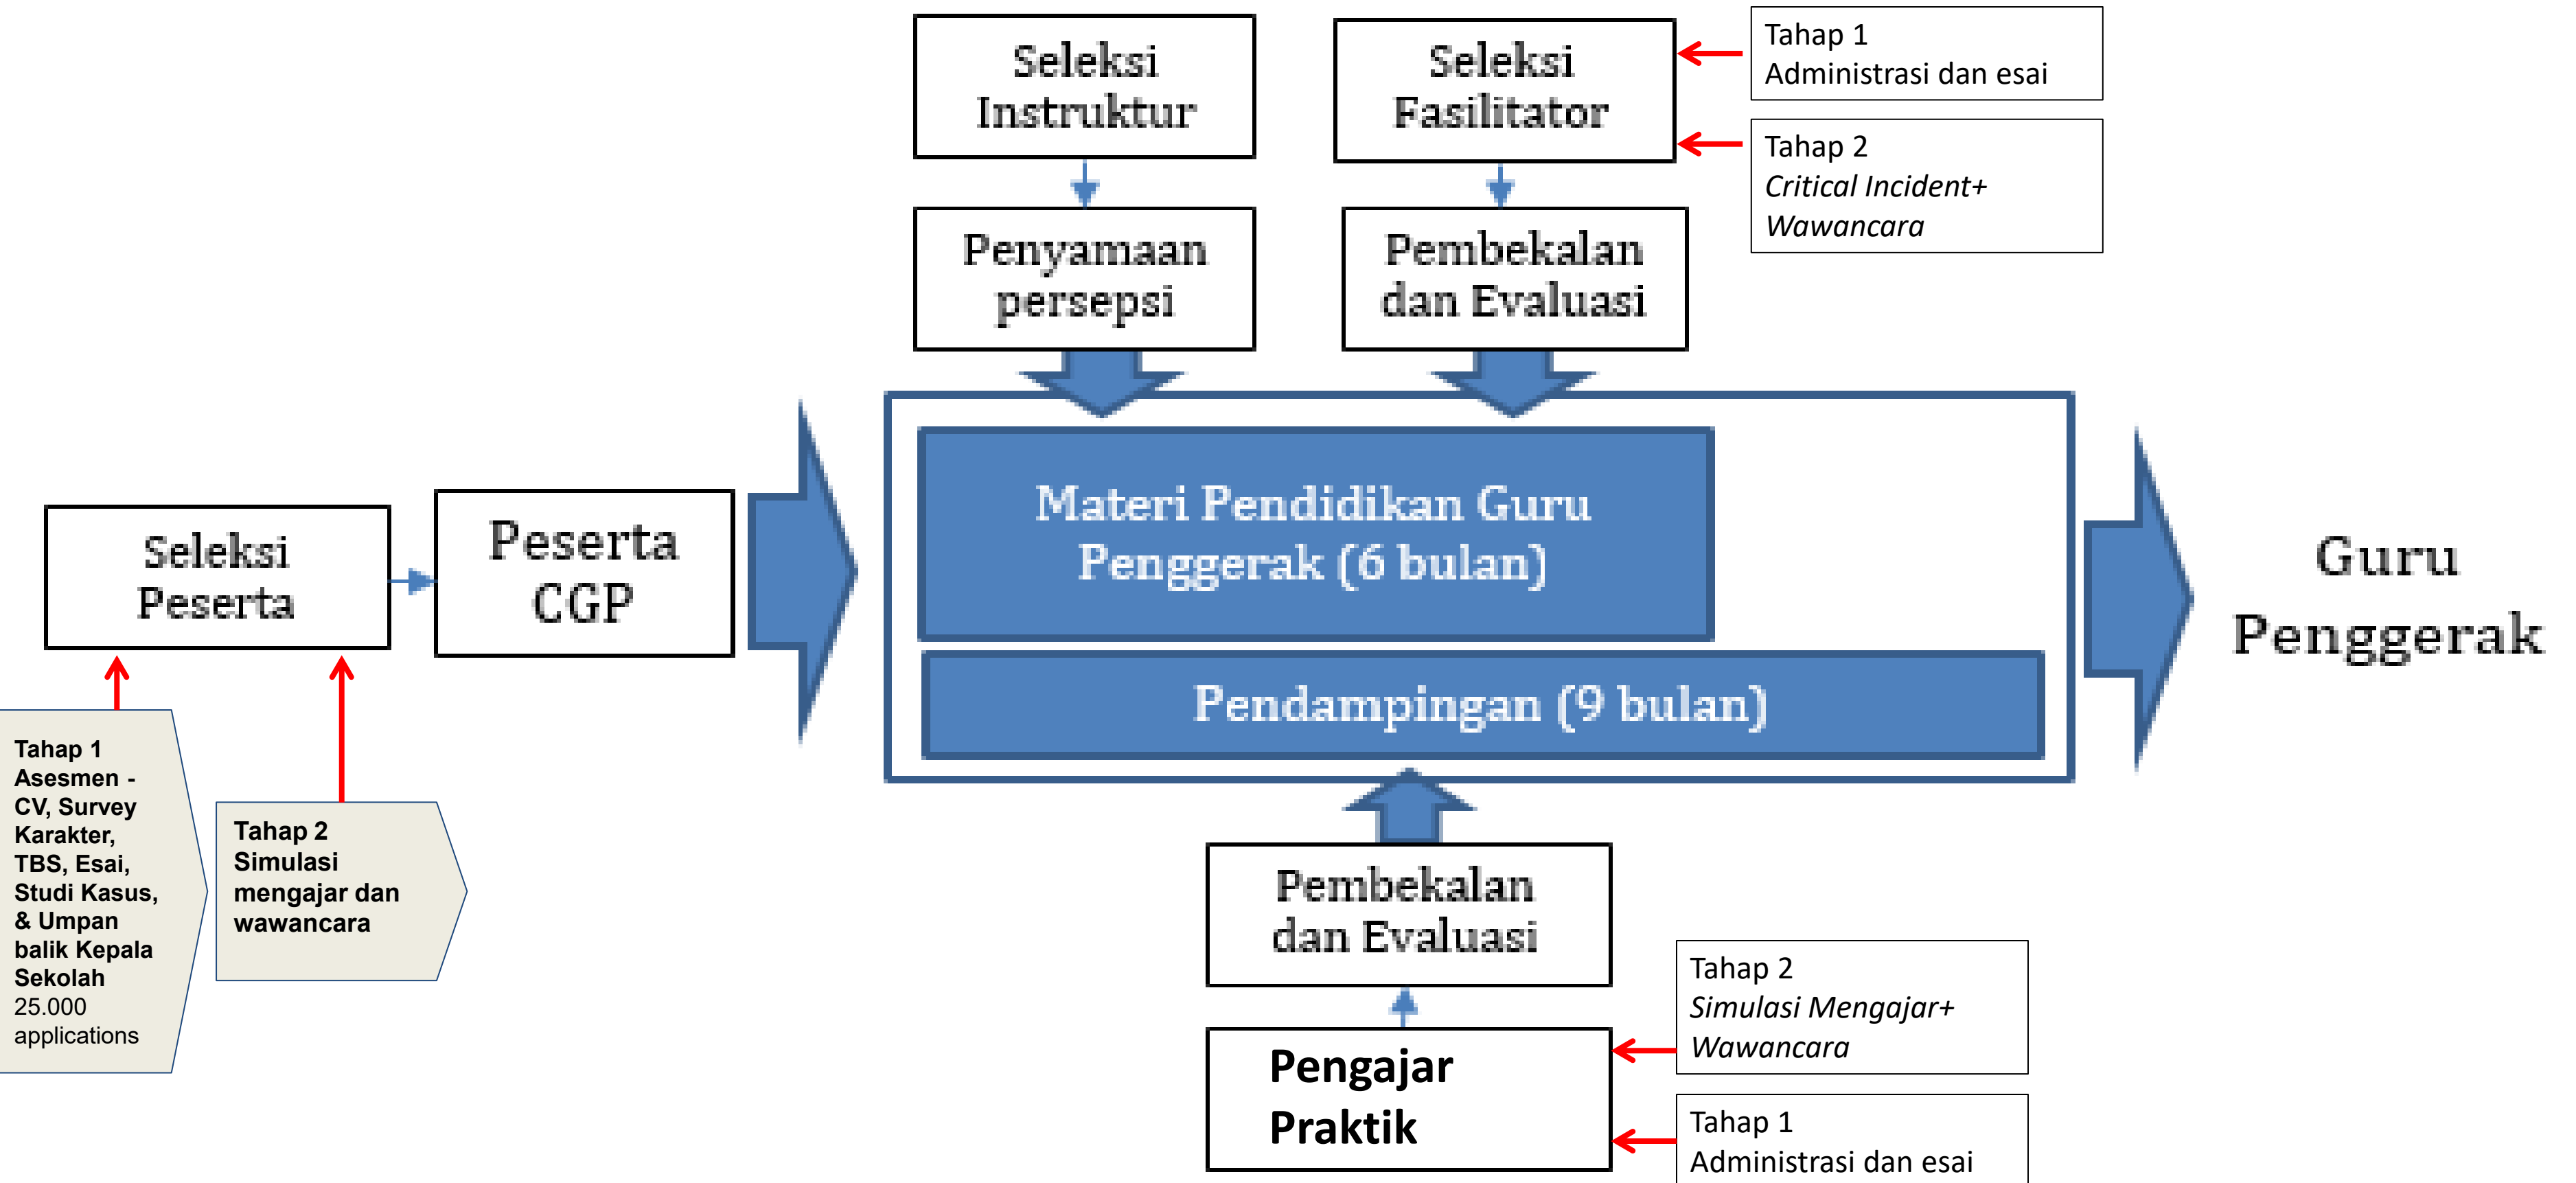 Seleksi
Instruktur
Seleksi
Fasilitator
Tahap 1
Administrasi dan esai
Tahap 2
Critical Incident+
Wawancara
Penyamaan
persepsi
Pembekalan
dan Evaluasi
Seleksi
Peserta
Peserta
CGP
Materi Pendidikan Guru
Penggerak (6 bulan)
Pendampingan (9 bulan)
Guru
Penggerak
Tahap 1
Asesmen -
CV, Survey
Karakter,
TBS, Esai,
Studi Kasus,
& Umpan
balik Kepala
Sekolah
25.000
applications
Tahap 2
Simulasi
mengajar dan
wawancara
Pembekalan
dan Evaluasi
Pengajar
Praktik
Tahap 2
Simulasi Mengajar+
Wawancara
Tahap 1
Administrasi dan esai